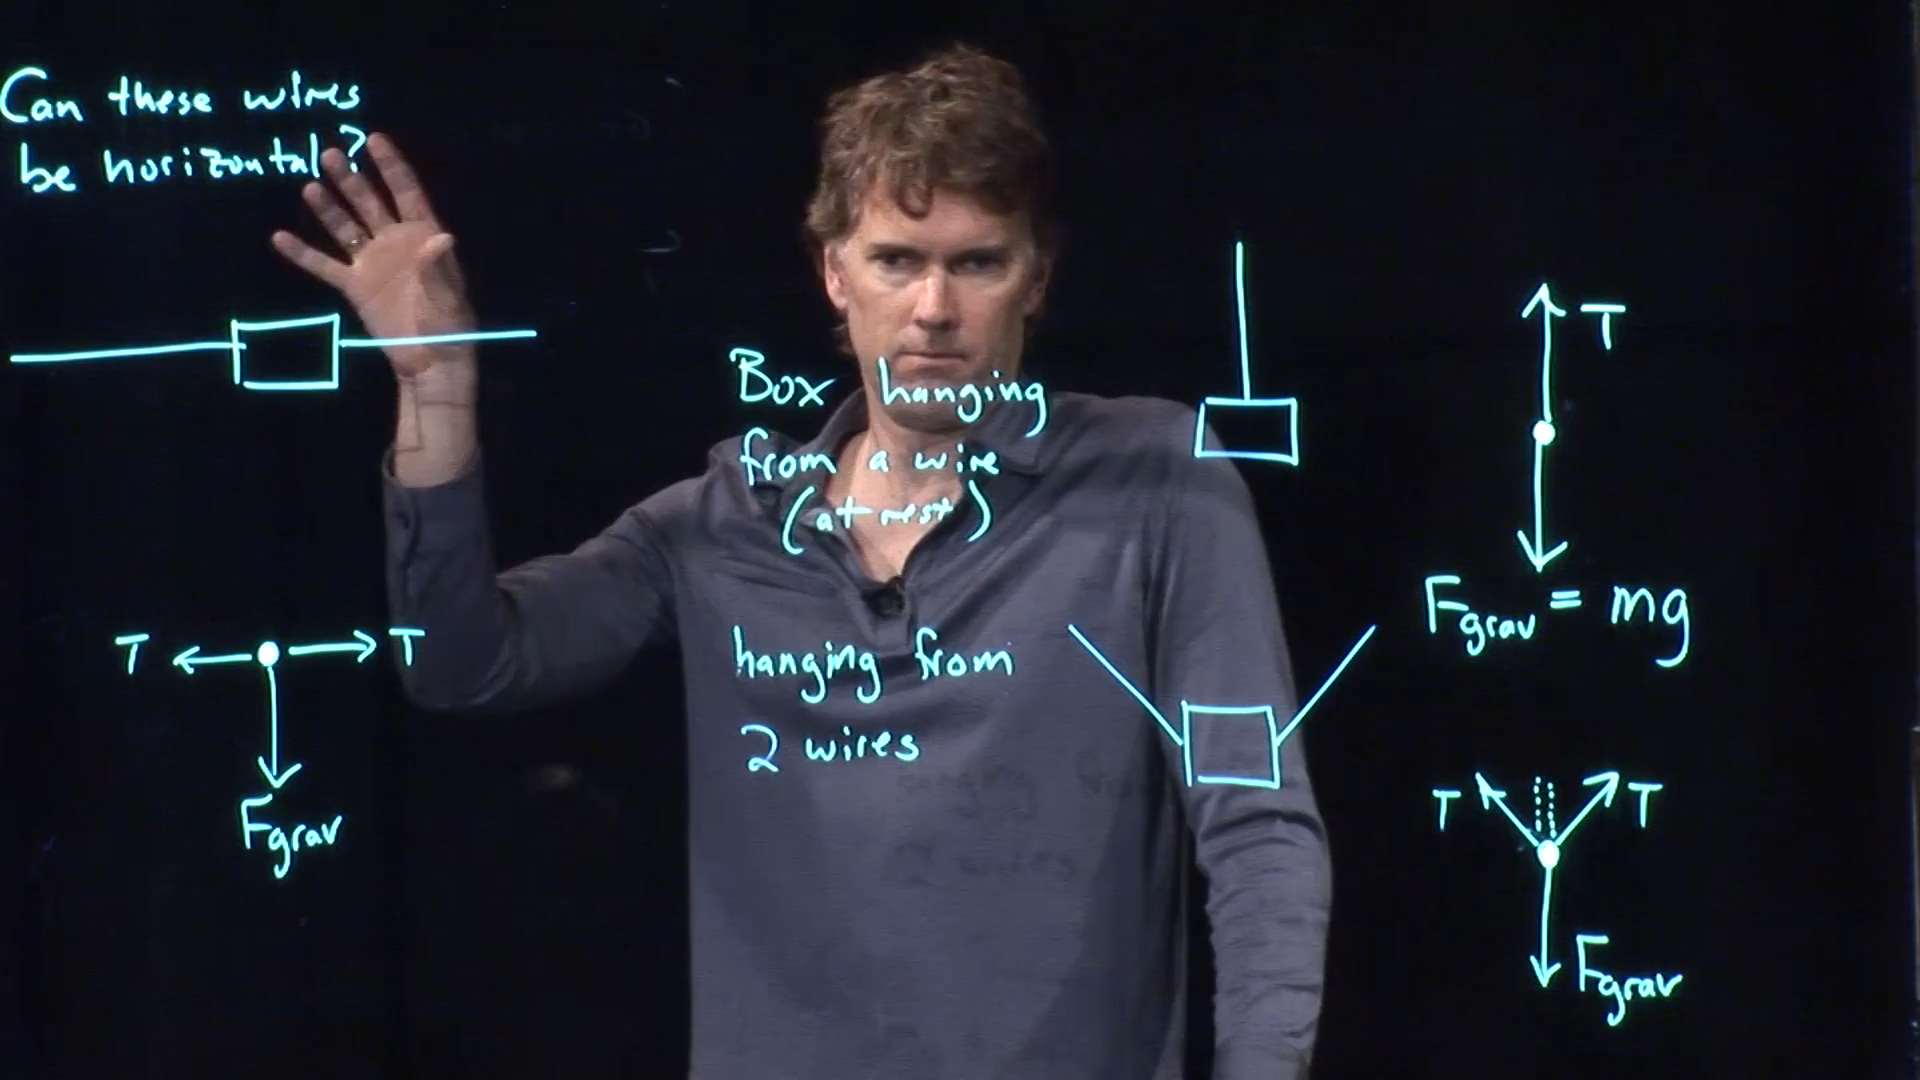 Can these wires
be horizontal?
T T
Fgrav
Box hanging
from a wire
(at rest)
hanging from
2 wires
T
Fgrav = mg
T T
Fgrav